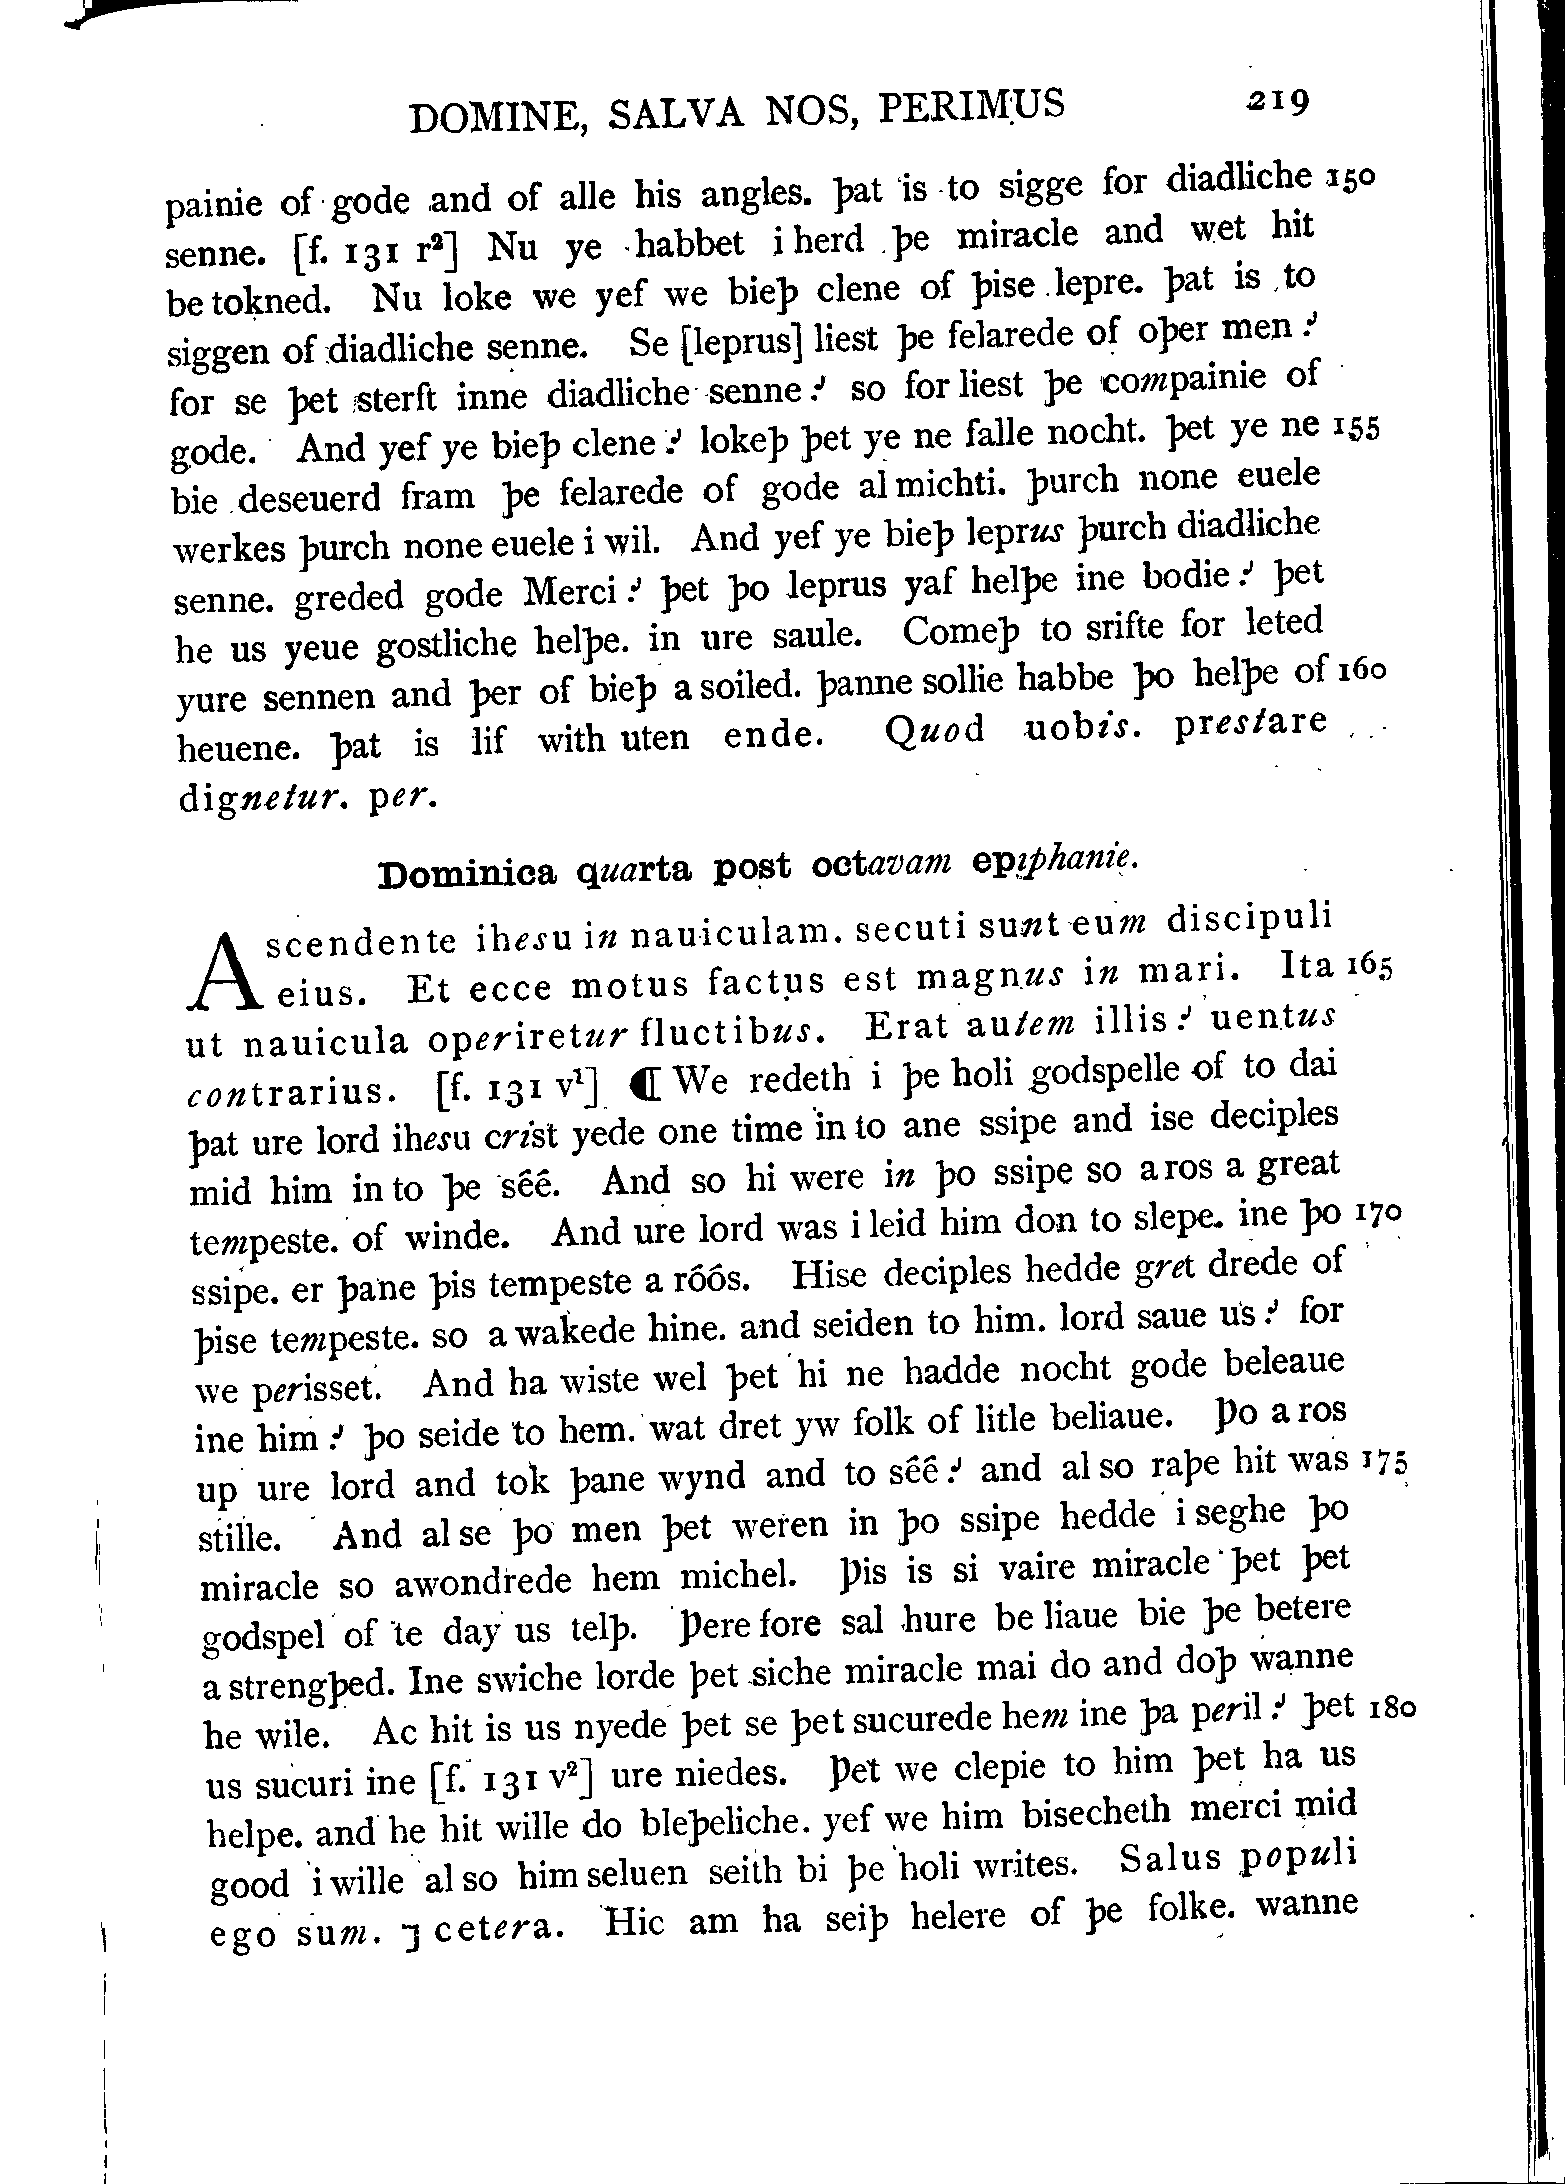 DOMINE, SALVA NOS, PERIMUS 219
painie of gode and of alle his angles. þat is to sigge for diadliche 150
senne. [f. 131 r²] Nu ye habbet i herd þe miracle and wet hit
be tokned. Nu loke we yef we bieþ clene of þise lepre. þat is to
siggen of diadliche senne. Se [leprus] liest þe felarede of oþer men ⸵
for se þet sterft inne diadliche senne ⸵ so for liest þe compainie of
gode. And yef ye bieþ clene ⸵ lokeþ þet ye ne falle nocht. þet ye ne 155
bie deseuerd fram þe felarede of gode al michti. þurch none euele
werkes þurch none euele i wil. And yef ye bieþ leprus þurch diadliche
senne. greded gode Merci ⸵ þet þo leprus yaf helþe ine bodie ⸵ þet
he us yeue gostliche helþe. in ure saule. Comeþ to srifte for leted
yure sennen and þer of bieþ a soiled. þanne sollie habbe þo helþe of 160
heuene. þat is lif with uten ende. Quod uobis. prestare
dignetur. per.
Dominica quarta post octavam epiphanie.
Ascendente ihesu in nauiculam. secuti sunt eum discipuli
eius. Et ecce motus factus est magnus in mari. Ita 165
ut nauicula operiretur fluctibus. Erat autem illis ⸵ uentus
contrarius. [f. 131 v¹] ¶ We redeth i þe holi godspelle of to dai
þat ure lord ihesu crist yede one time in to ane ssipe and ise deciples
mid him in to þe sêê. And so hi were in þo ssipe so aros a great
tempeste. of winde. And ure lord was i leid him don to slepe. ine þo 170
ssipe. er þane þis tempeste a róós. Hise deciples hedde gret drede of
þise tempeste. so a wakede hine. and seiden to him. lord saue us ⸵ for
we perisset. And ha wiste wel þet hi ne hadde nocht gode beleaue
ine him ⸵ þo seide to hem. wat dret yw folk of litle beliaue. Þo a ros
up ure lord and tok þane wynd and to sêê ⸵ and al so raþe hit was 175
stille. And al se þo men þet weren in þo ssipe hedde i seghe þo
miracle so awondrede hem michel. Þis is si vaire miracle þet þet
godspel of te day us telþ. Þere fore sal hure be liaue bie þe betere
a strengþed. Ine swiche lorde þet siche miracle mai do and doþ wanne
he wile. Ac hit is us nyede þet se þet sucurede hem ine þa peril ⸵ þet 180
us sucuri ine [f. 131 v²] ure niedes. Þet we clepie to him þet ha us
helpe. and he hit wille do bleþeliche. yef we him bisecheth merci mid
good i wille al so him seluen seith bi þe holi writes. Salus populi
ego sum. ⁊ cetera. Hic am ha seiþ helere of þe folke. wanne